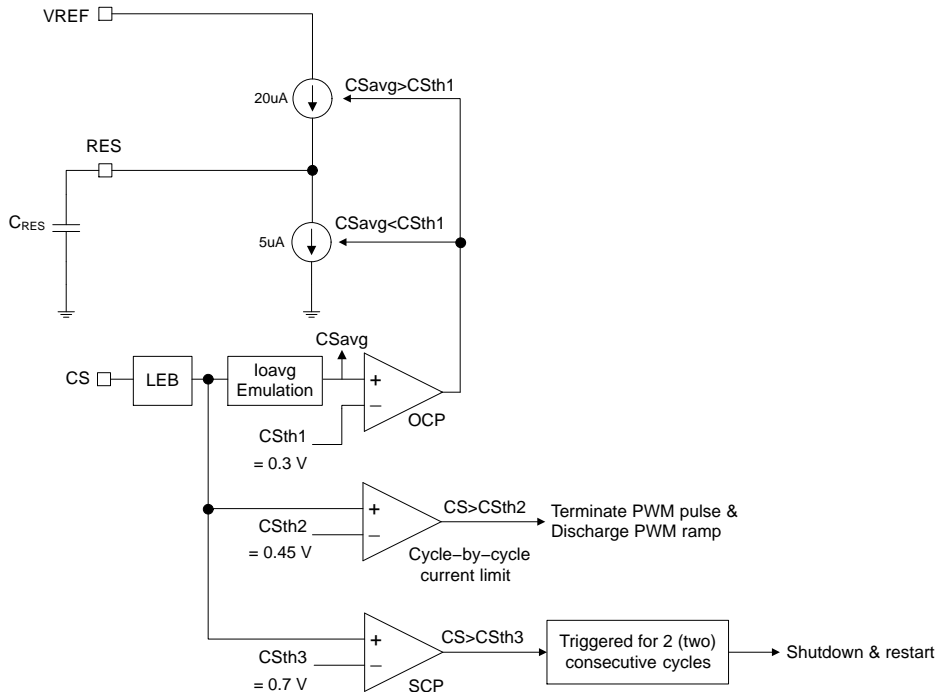 VREF
20uA
CSavg>CSth1
RES
CRES
5uA
CSavg<CSth1
CSavg
CS
LEB
Ioavg
Emulation
+
−
OCP
CSth1
= 0.3 V
CSth2
= 0.45 V
+
−
CS>CSth2
Terminate PWM pulse &
Discharge PWM ramp
Cycle−by−cycle
current limit
CSth3
= 0.7 V
+
−
SCP
CS>CSth3
Triggered for 2 (two)
consecutive cycles
Shutdown & restart